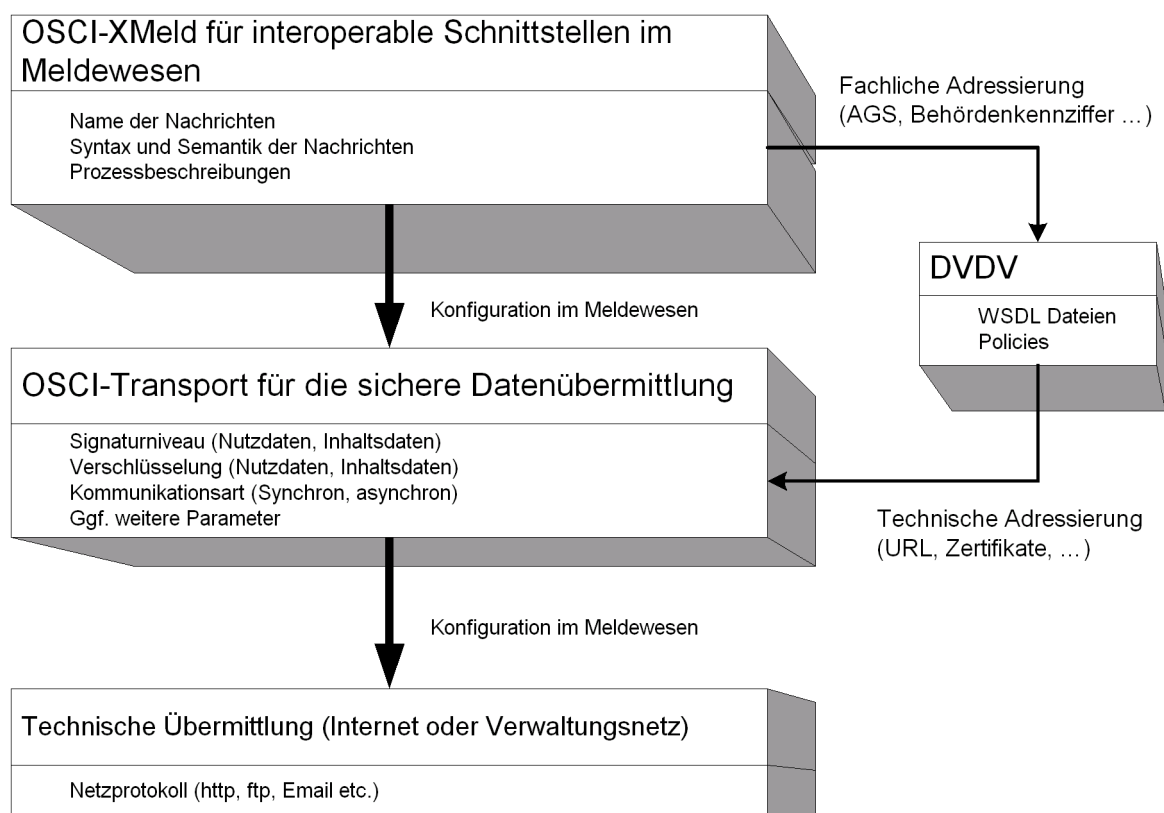 OSCI-XMeld für interoperable Schnittstellen im
Meldewesen
Name der Nachrichten
Syntax und Semantik der Nachrichten
Prozessbeschreibungen
Fachliche Adressierung
(AGS, Behördenkennziffer ...)
DVDV
WSDL Dateien
Policies
Konfiguration im Meldewesen
OSCI-Transport für die sichere Datenübermittlung
Signaturniveau (Nutzdaten, Inhaltsdaten)
Verschlüsselung (Nutzdaten, Inhaltsdaten)
Kommunikationsart (Synchron, asynchron)
Ggf. weitere Parameter
Technische Adressierung
(URL, Zertifikate, ...)
Konfiguration im Meldewesen
Technische Übermittlung (Internet oder Verwaltungsnetz)
Netzprotokoll (http, ftp, Email etc.)